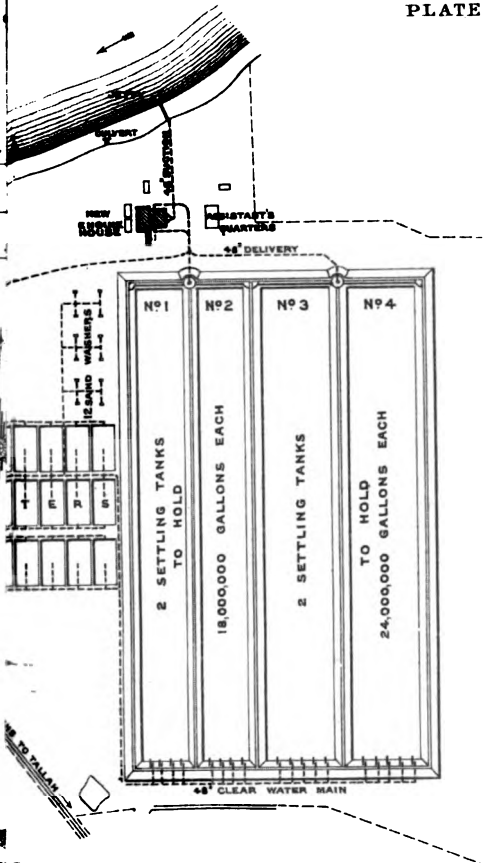 PLATE
CULVERT
NEW
ENGINE
HOUSE
ASSISTANT'S
QUARTERS
48" DELIVERY
Nº1
Nº2
Nº3
Nº4
12 SAND WASHERS
TERS
2 SETTLING TANKS
TO HOLD
18,000,000 GALLONS EACH
2 SETTLING TANKS
TO HOLD
24,000,000 GALLONS EACH
TO TALLAH
48" CLEAR WATER MAIN